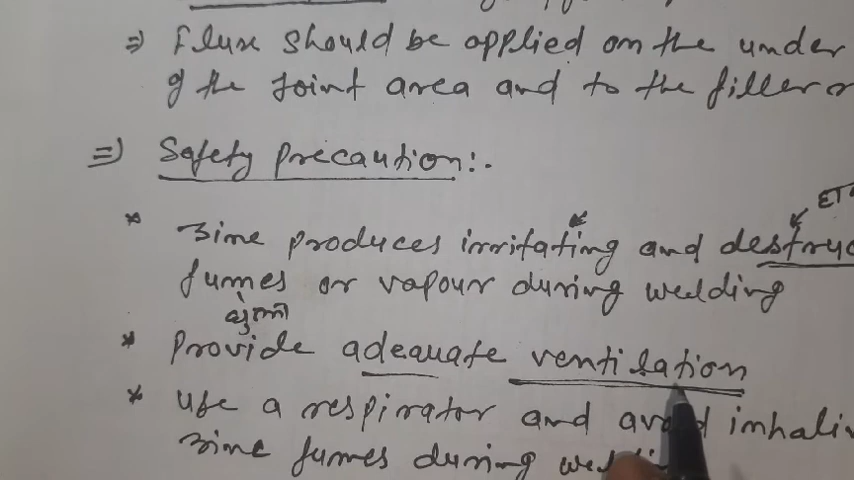 ⇒ Flux should be applied on the under
of the Joint area and to the filler
⇒ Safety precaution:-
* Zinc produces irritating and destruc
fumes or vapour during welding
* Provide adequate ventilation
* Use a respirator and avoid inhalin
Zinc fumes during